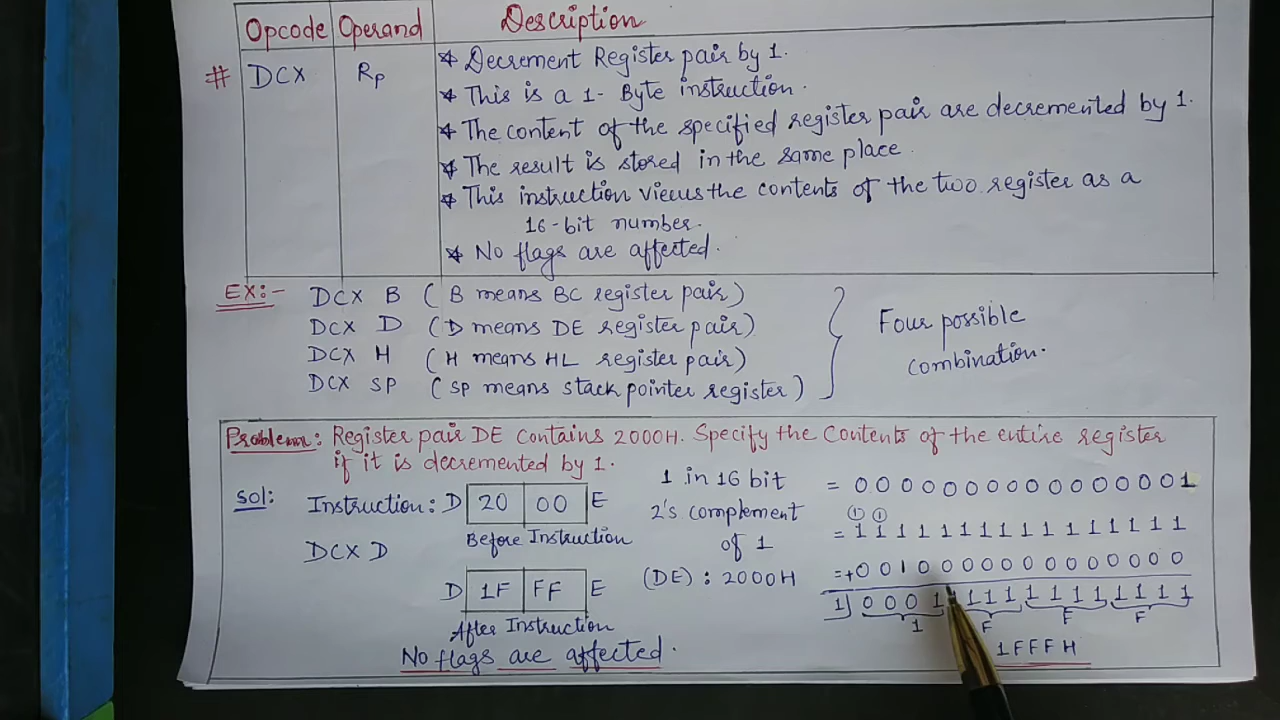 Opcode Operand Description
# DCX Rp * Decrement Register pair by 1.
* This is a 1- Byte instruction.
* The content of the specified register pair are decremented by 1.
* The result is stored in the same place.
* This instruction views the contents of the two register as a
16-bit number.
* No flags are affected.
EX:- DCX B ( B means BC register pair)
DCX D (D means DE register pair)
DCX H (H means HL register pair)
DCX SP (SP means stack pointer register)
Four possible
combination.
Problem: Register pair DE contains 2000H. Specify the contents of the entire register
if it is decremented by 1.
Sol: Instruction: D 20 00 E
Before Instruction
DCX D
D 1F FF E
After Instruction
No flags are affected.
1 in 16 bit = 0 0 0 0 0 0 0 0 0 0 0 0 0 0 0 1
(1) (1)
2's complement = 1 1 1 1 1 1 1 1 1 1 1 1 1 1 1 1
of 1
(DE) : 2000H =+ 0 0 1 0 0 0 0 0 0 0 0 0 0 0 0 0
1) 0 0 0 1 1 1 1 1 1 1 1 1 1 1 1
1 F F F
1FFFH